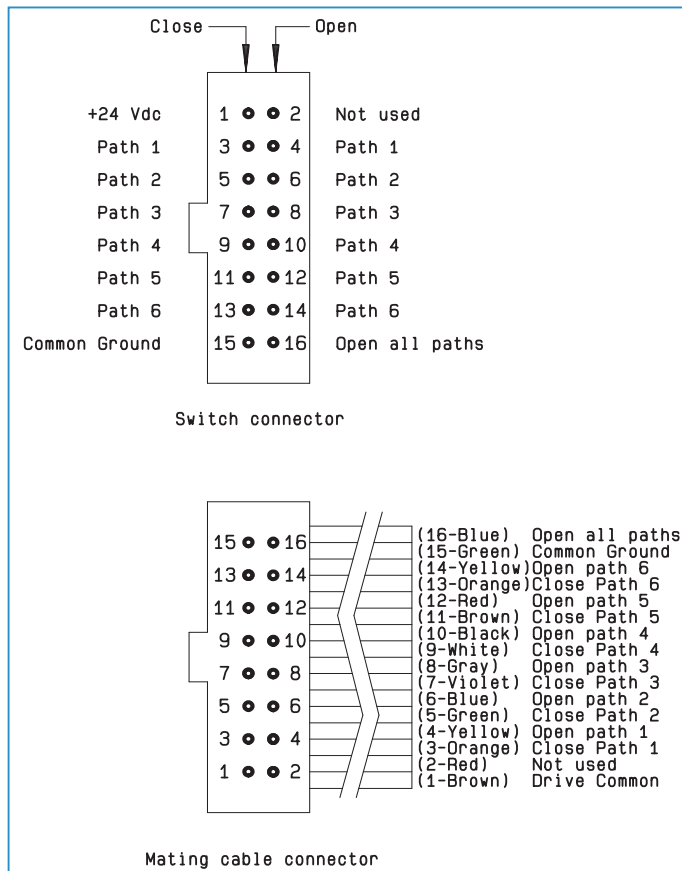 Close Open
+24 Vdc 1 2 Not used
Path 1 3 4 Path 1
Path 2 5 6 Path 2
Path 3 7 8 Path 3
Path 4 9 10 Path 4
Path 5 11 12 Path 5
Path 6 13 14 Path 6
Common Ground 15 16 Open all paths
Switch connector
15 16
13 14
11 12
9 10
7 8
5 6
3 4
1 2
(16-Blue) Open all paths
(15-Green) Common Ground
(14-Yellow)Open path 6
(13-Orange)Close Path 6
(12-Red) Open path 5
(11-Brown) Close Path 5
(10-Black) Open path 4
(9-White) Close Path 4
(8-Gray) Open path 3
(7-Violet) Close Path 3
(6-Blue) Open path 2
(5-Green) Close Path 2
(4-Yellow) Open path 1
(3-Orange) Close Path 1
(2-Red) Not used
(1-Brown) Drive Common
Mating cable connector